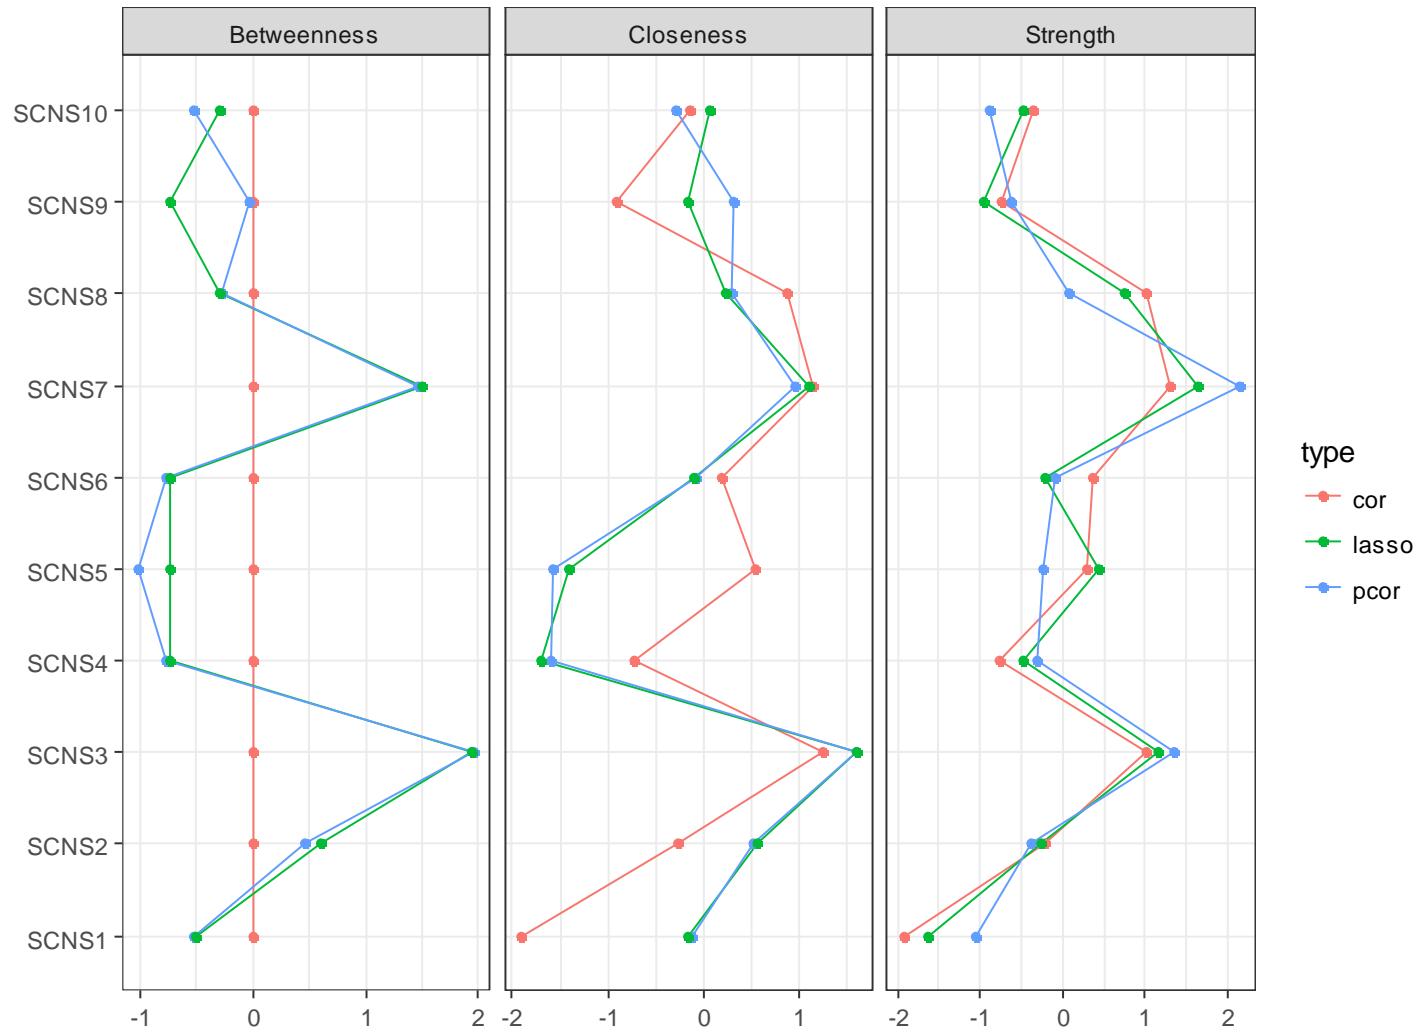 Betweenness Closeness Strength
SCNS10
SCNS9
SCNS8
SCNS7
SCNS6
SCNS5
SCNS4
SCNS3
SCNS2
SCNS1
-1 0 1 2 -2 -1 0 1 -2 -1 0 1 2
type
cor
lasso
pcor